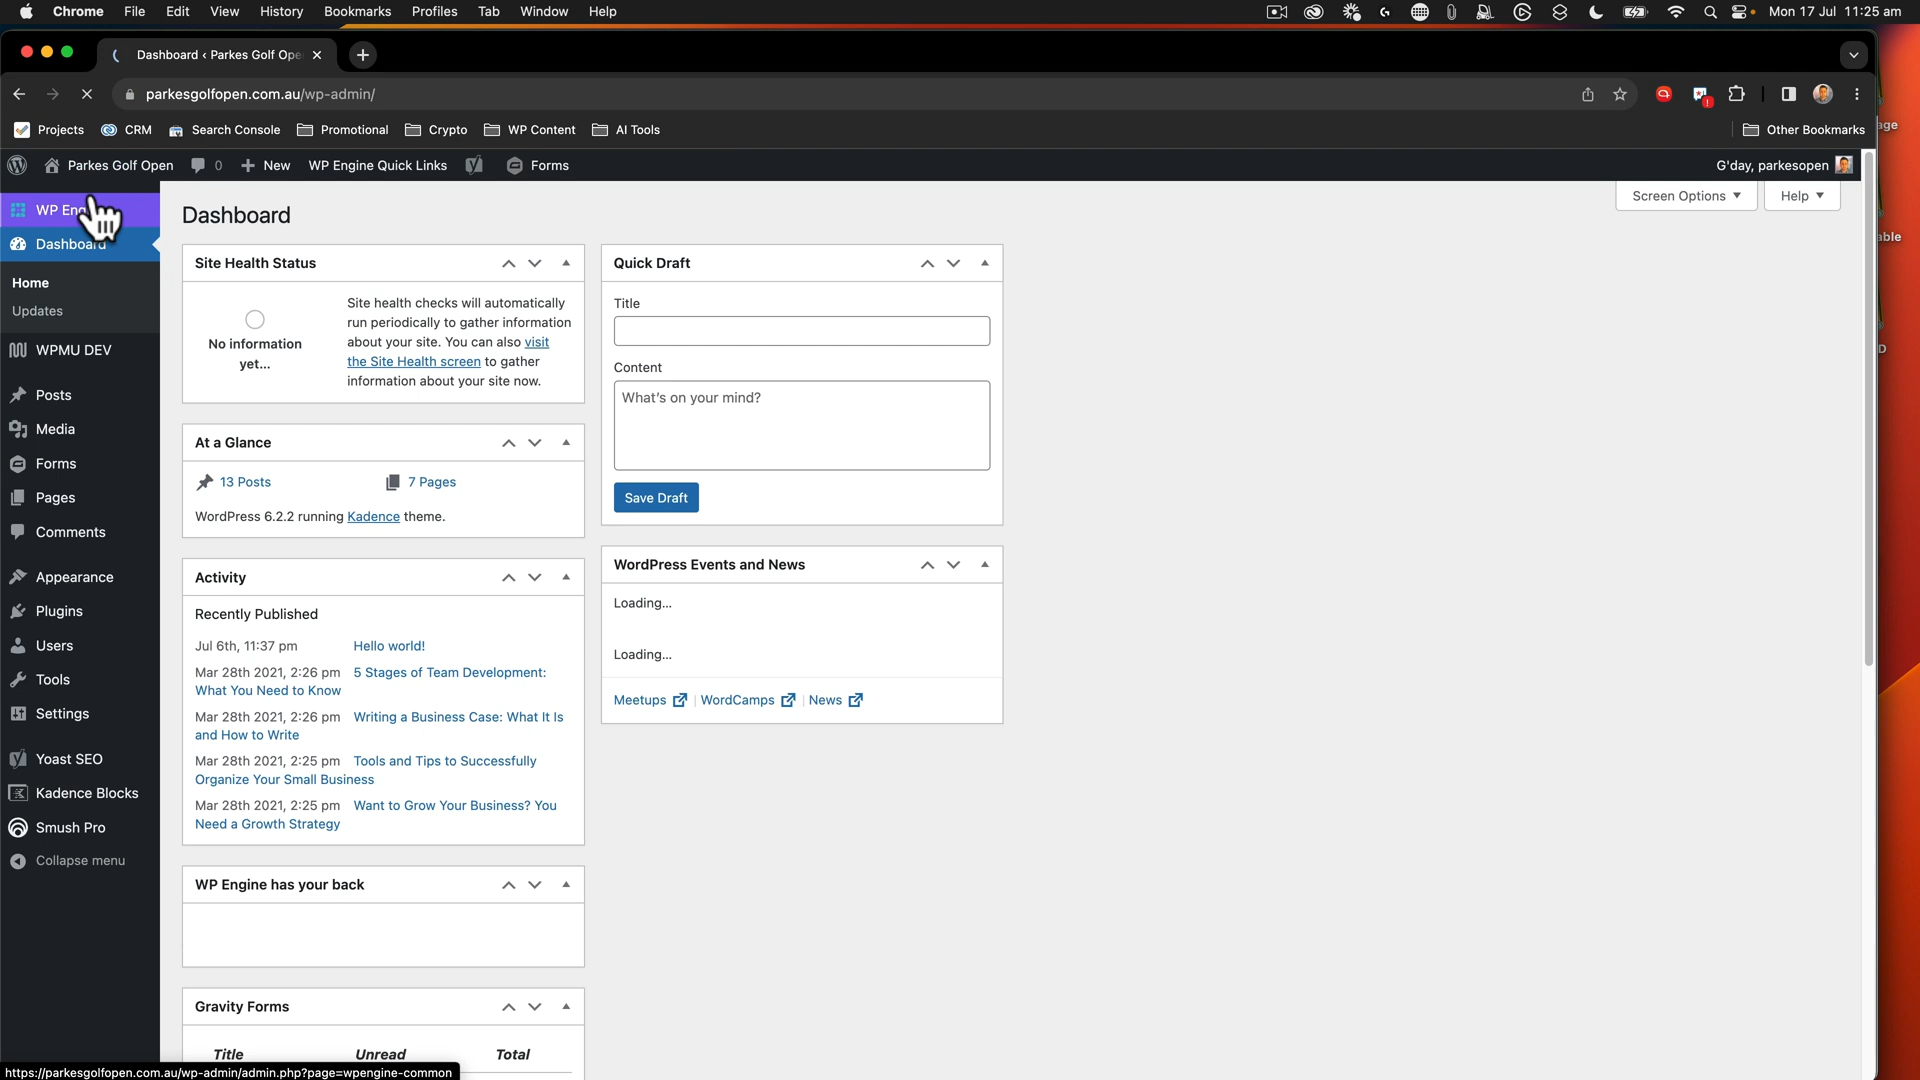 Chrome File Edit View History Bookmarks Profiles Tab Window Help Mon 17 Jul 11:25 am
Dashboard ‹ Parkes Golf Ope
parkesgolfopen.com.au/wp-admin/
Projects CRM Search Console Promotional Crypto WP Content AI Tools Other Bookmarks
Parkes Golf Open 0 New WP Engine Quick Links Forms G'day, parkesopen
WP Eng
Dashboard
Home
Updates
WPMU DEV
Posts
Media
Forms
Pages
Comments
Appearance
Plugins
Users
Tools
Settings
Yoast SEO
Kadence Blocks
Smush Pro
Collapse menu
Dashboard
Screen Options Help
Site Health Status
No information
yet...
Site health checks will automatically
run periodically to gather information
about your site. You can also visit
the Site Health screen to gather
information about your site now.
At a Glance
13 Posts 7 Pages
WordPress 6.2.2 running Kadence theme.
Activity
Recently Published
Jul 6th, 11:37 pm Hello world!
Mar 28th 2021, 2:26 pm 5 Stages of Team Development:
What You Need to Know
Mar 28th 2021, 2:26 pm Writing a Business Case: What It Is
and How to Write
Mar 28th 2021, 2:25 pm Tools and Tips to Successfully
Organize Your Small Business
Mar 28th 2021, 2:25 pm Want to Grow Your Business? You
Need a Growth Strategy
WP Engine has your back
Gravity Forms
Title Unread Total
Quick Draft
Title
Content
What's on your mind?
Save Draft
WordPress Events and News
Loading...
Loading...
Meetups | WordCamps | News
https://parkesgolfopen.com.au/wp-admin/admin.php?page=wpengine-common
age
able
D